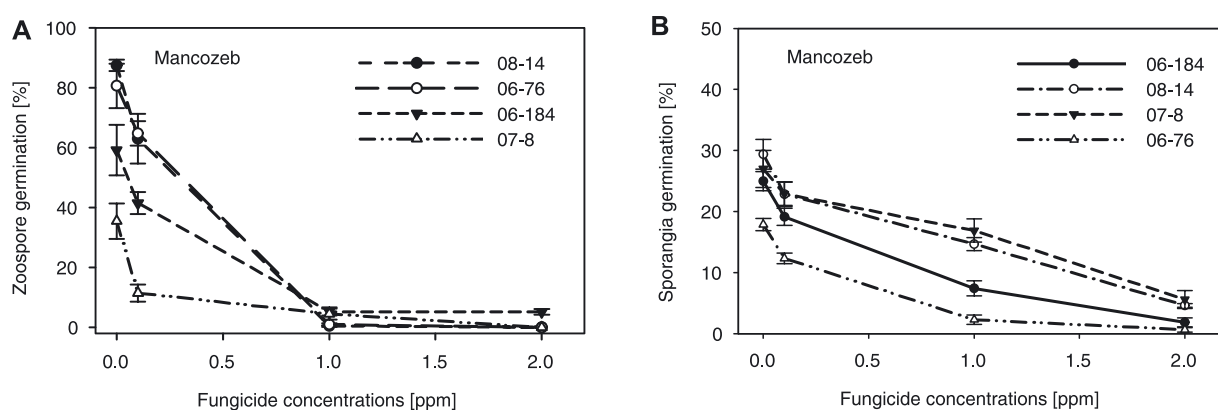 A
Mancozeb
08-14
06-76
06-184
07-8
100
80
60
40
20
0
Zoospore germination [%]
0.0 0.5 1.0 1.5 2.0
Fungicide concentrations [ppm]
B
Mancozeb
06-184
08-14
07-8
06-76
50
40
30
20
10
0
Sporangia germination [%]
0.0 0.5 1.0 1.5 2.0
Fungicide concentrations [ppm]